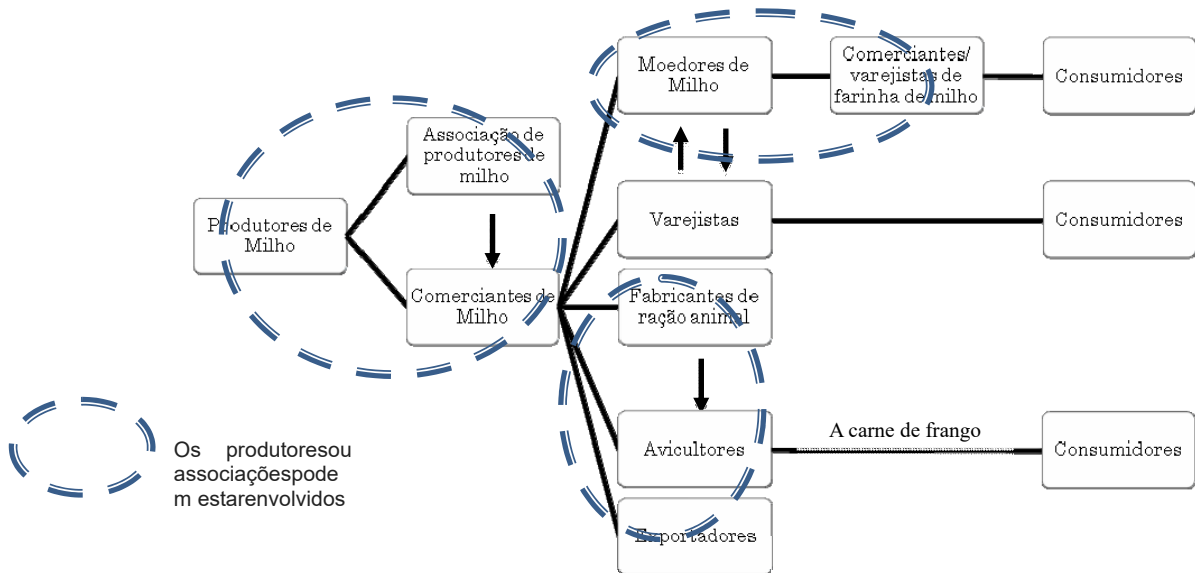 Moedores de
Milho
Comerciantes/
varejistas de
farinha de milho
Consumidores
Associação de
produtores de
milho
Produtores de
Milho
Varejistas
Consumidores
Comerciantes de
Milho
Fabricantes de
ração animal
Avicultores
A carne de frango
Consumidores
Exportadores
Os produtoresou
associaçõespode
m estarenvolvidos